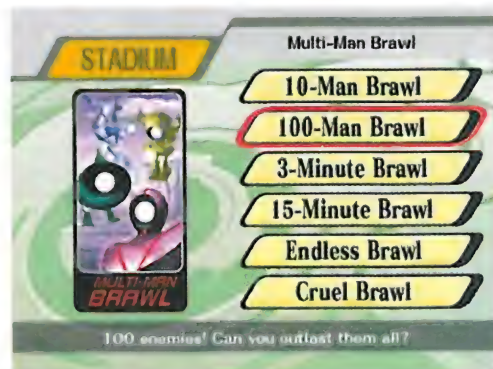 STADIUM
Multi-Man Brawl
10-Man Brawl
100-Man Brawl
3-Minute Brawl
15-Minute Brawl
Endless Brawl
Cruel Brawl
MULTI-MAN
BRAWL
100 enemies! Can you outlast them all?